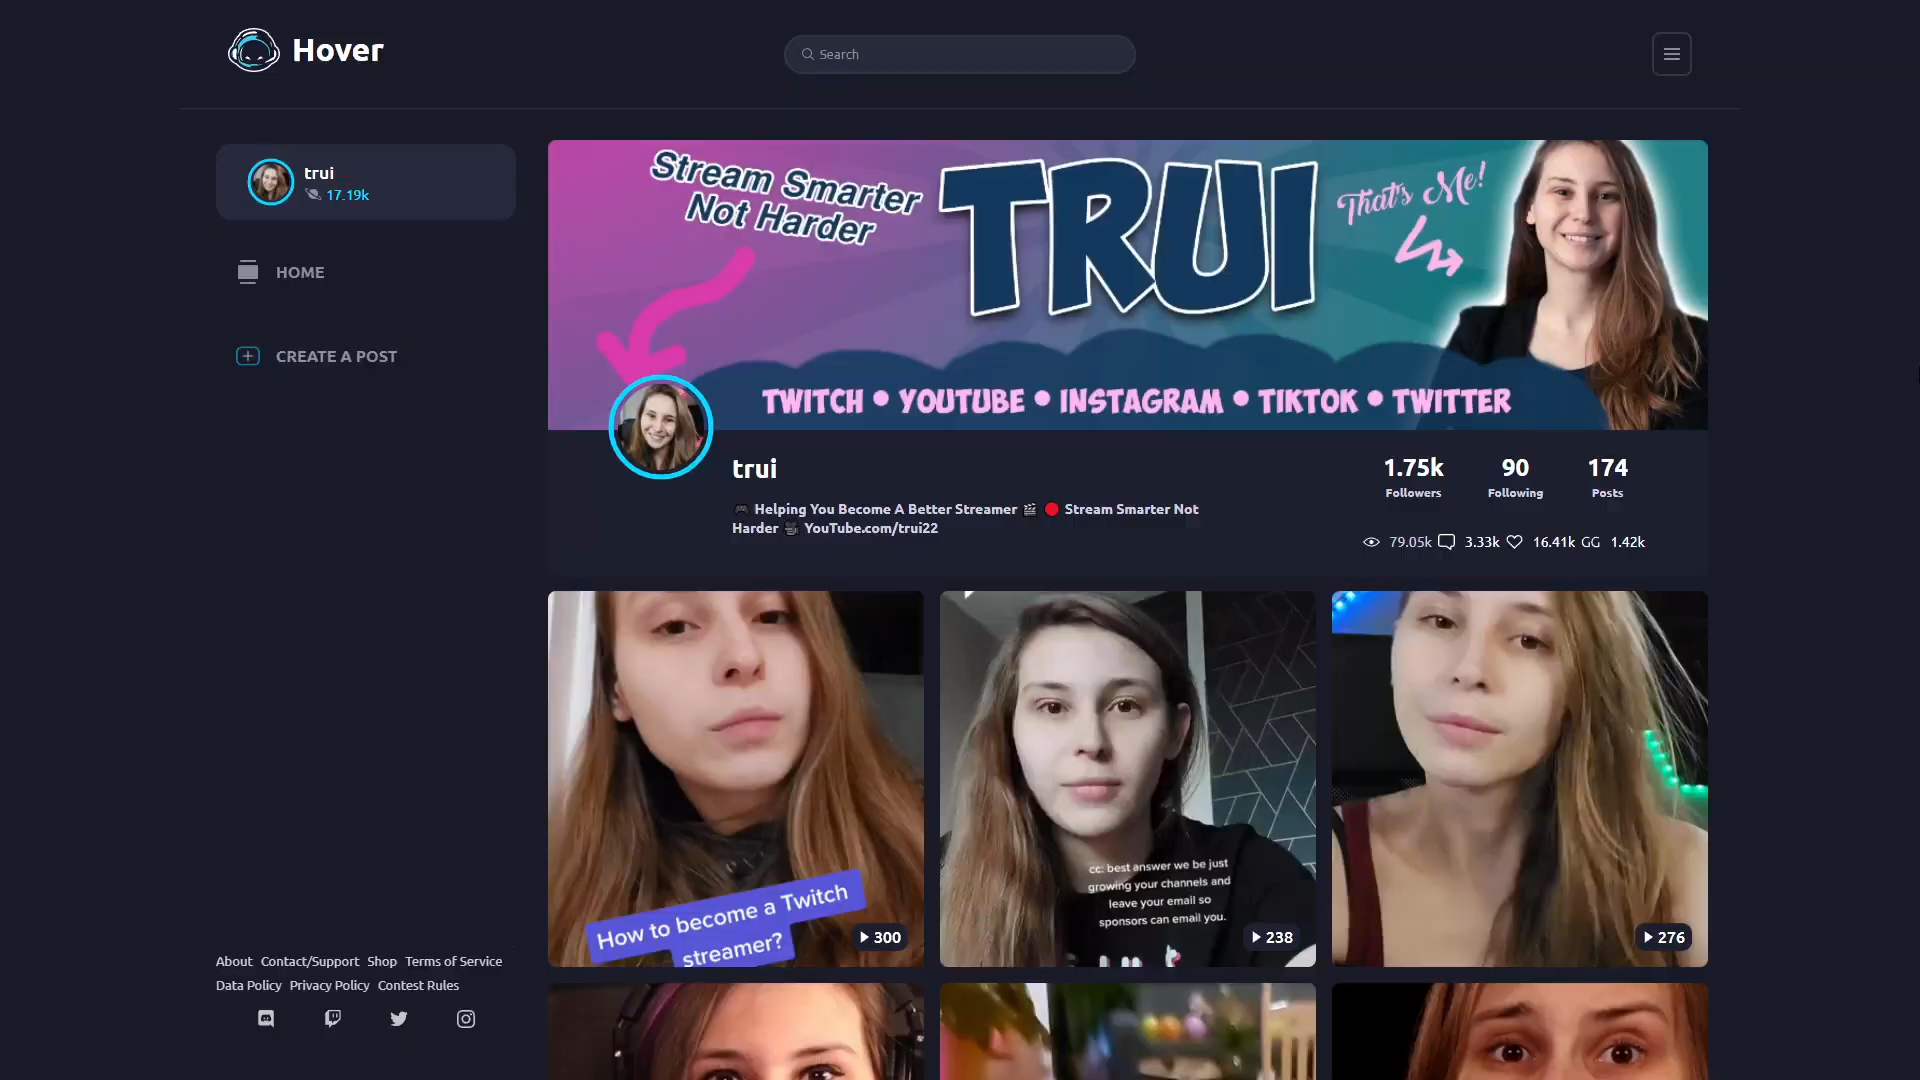 Hover
Search
trui
17.19k
HOME
CREATE A POST
Stream Smarter
Not Harder
TRUI
That's Me!
TWITCH • YOUTUBE • INSTAGRAM • TIKTOK • TWITTER
trui
🎮 Helping You Become A Better Streamer 🎬 🔴 Stream Smarter Not
Harder 🎥 YouTube.com/trui22
1.75k
Followers
90
Following
174
Posts
79.05k 3.33k 16.41k GG 1.42k
How to become a Twitch
streamer?
300
cc: best answer we be just
growing your channels and
leave your email so
sponsors can email you.
238
276
About Contact/Support Shop Terms of Service
Data Policy Privacy Policy Contest Rules